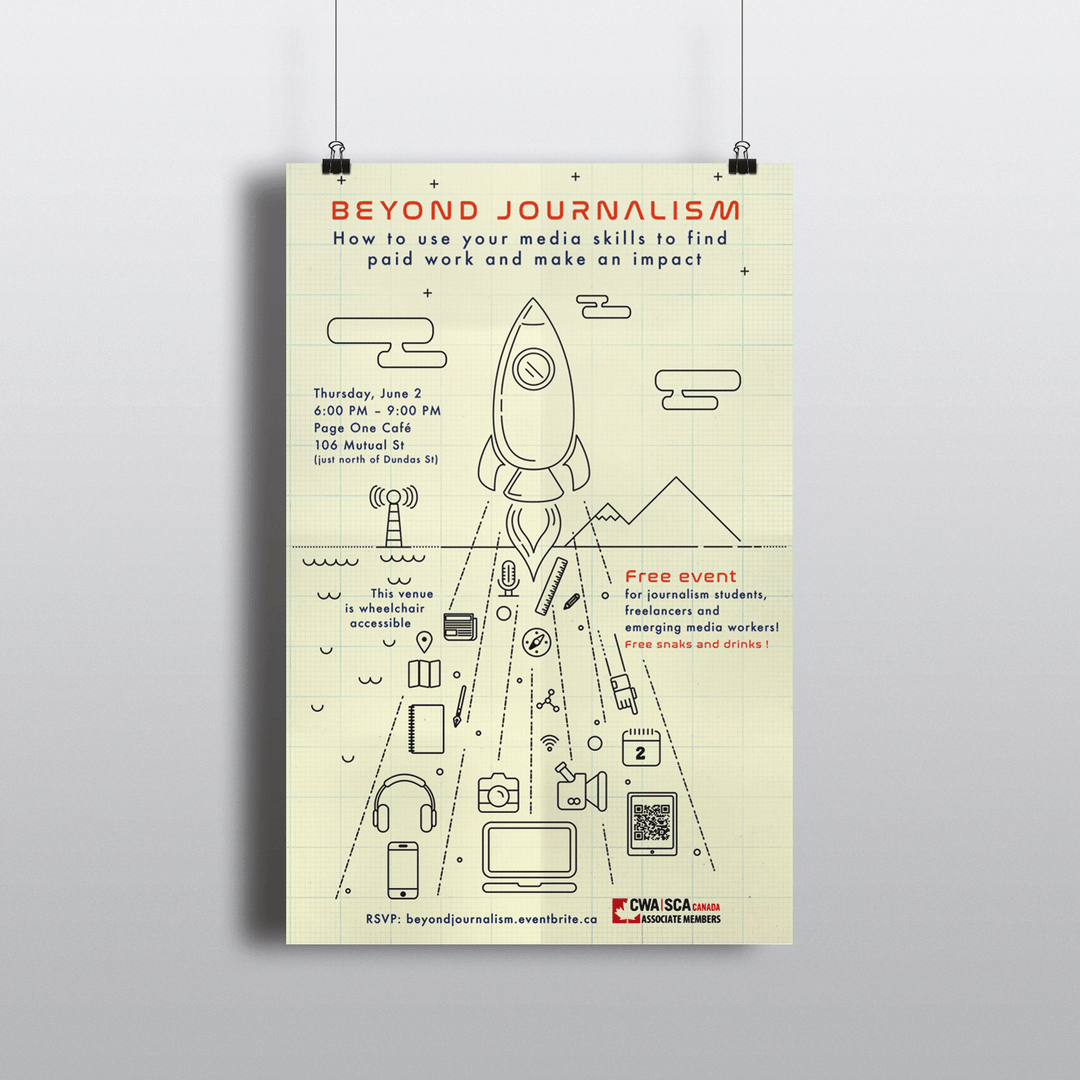 BEYOND JOURNALISM
How to use your media skills to find
paid work and make an impact
Thursday, June 2
6:00 PM – 9:00 PM
Page One Café
106 Mutual St
(just north of Dundas St)
This venue
is wheelchair
accessible
Free event
for journalism students,
freelancers and
emerging media workers!
Free snaks and drinks !
2
RSVP: beyondjournalism.eventbrite.ca
CWA|SCA CANADA
ASSOCIATE MEMBERS